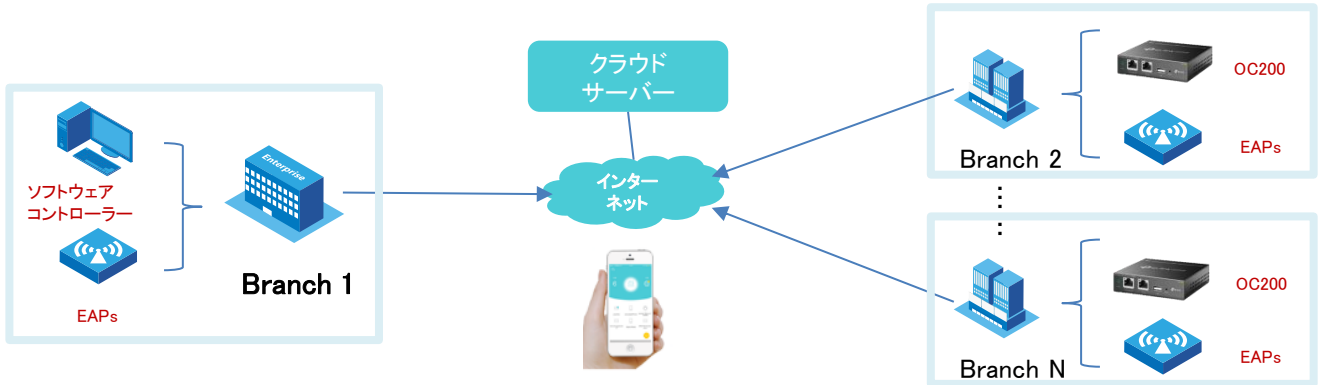 クラウド
サーバー
インター
ネット
Enterprise
ソフトウェア
コントローラー
EAPs
Branch 1
OC200
EAPs
Branch 2
OC200
EAPs
Branch N